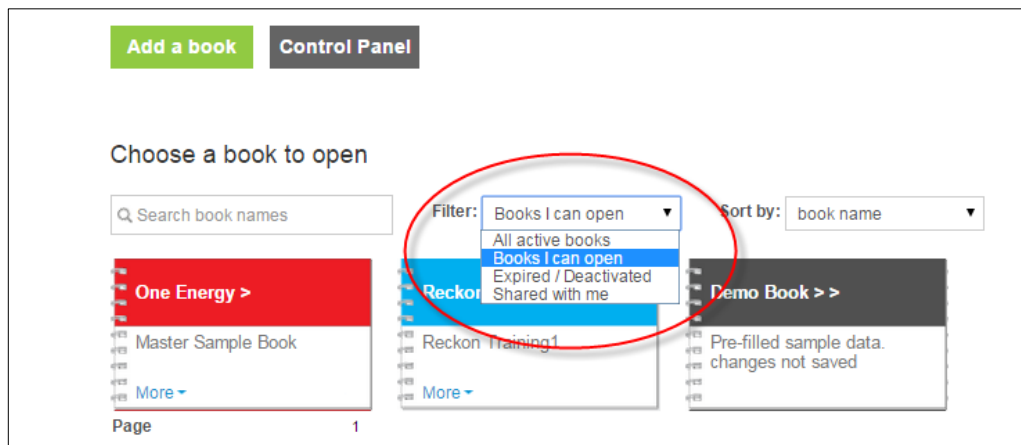 Add a book
Control Panel
Choose a book to open
Search book names
Filter:
Books I can open
Sort by:
book name
All active books
Books I can open
Expired / Deactivated
Shared with me
One Energy >
Reckon
Demo Book > >
Master Sample Book
Reckon Training1
Pre-filled sample data.
changes not saved
More
More
Page
1